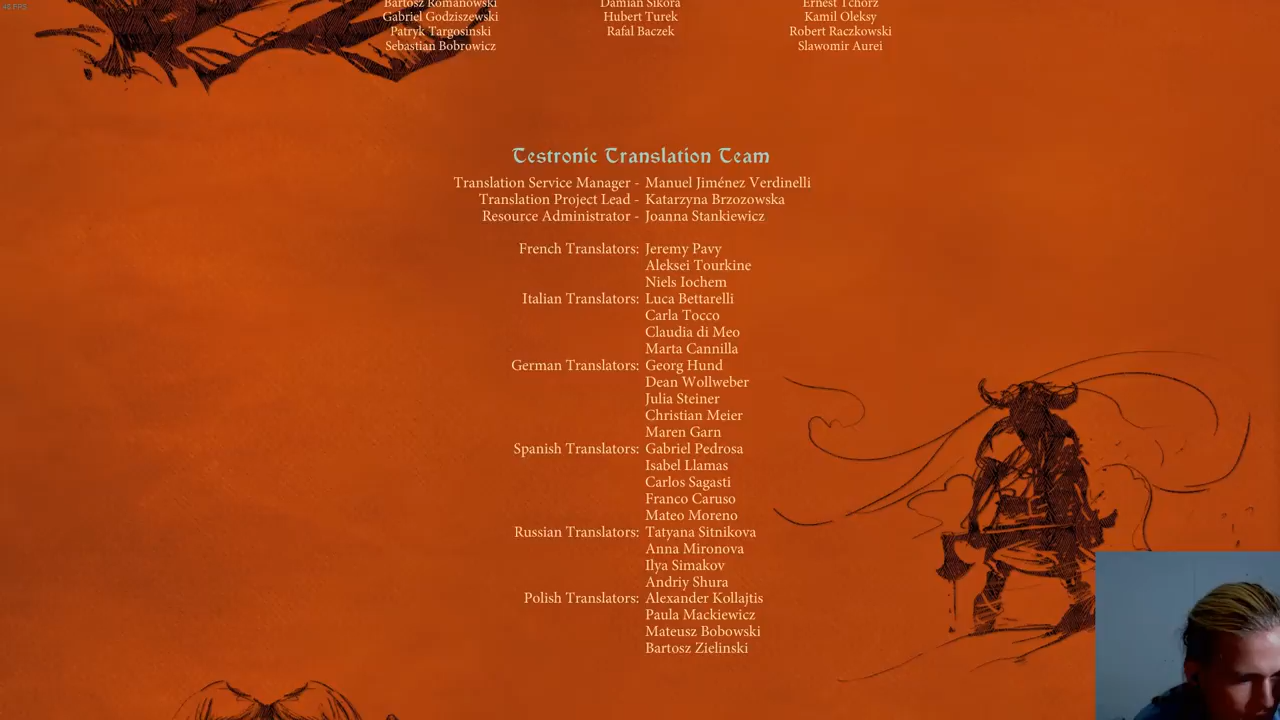 48 FPS
Bartosz Romanowski Damian Sikora Ernest Tchorz
Gabriel Godziszewski Hubert Turek Kamil Oleksy
Patryk Targosinski Rafal Baczek Robert Raczkowski
Sebastian Bobrowicz Slawomir Aurei
Testronic Translation Team
Translation Service Manager - Manuel Jiménez Verdinelli
Translation Project Lead - Katarzyna Brzozowska
Resource Administrator - Joanna Stankiewicz
French Translators: Jeremy Pavy
Aleksei Tourkine
Niels Iochem
Italian Translators: Luca Bettarelli
Carla Tocco
Claudia di Meo
Marta Cannilla
German Translators: Georg Hund
Dean Wollweber
Julia Steiner
Christian Meier
Maren Garn
Spanish Translators: Gabriel Pedrosa
Isabel Llamas
Carlos Sagasti
Franco Caruso
Mateo Moreno
Russian Translators: Tatyana Sitnikova
Anna Mironova
Ilya Simakov
Andriy Shura
Polish Translators: Alexander Kollajtis
Paula Mackiewicz
Mateusz Bobowski
Bartosz Zielinski